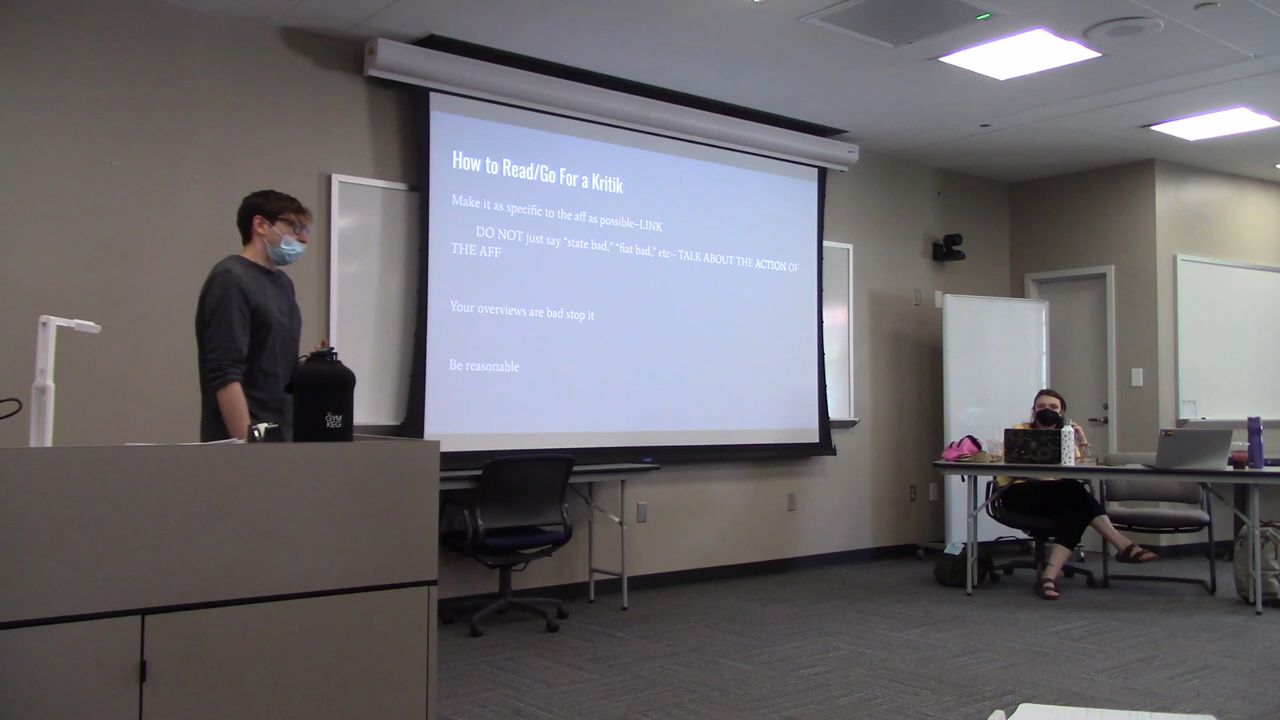 How to Read/Go For a Kritik
Make it as specific to the aff as possible–LINK
DO NOT just say “state bad,” “fiat bad,” etc-- TALK ABOUT THE ACTION OF
THE AFF
Your overviews are bad stop it
Be reasonable
GYM
KEG